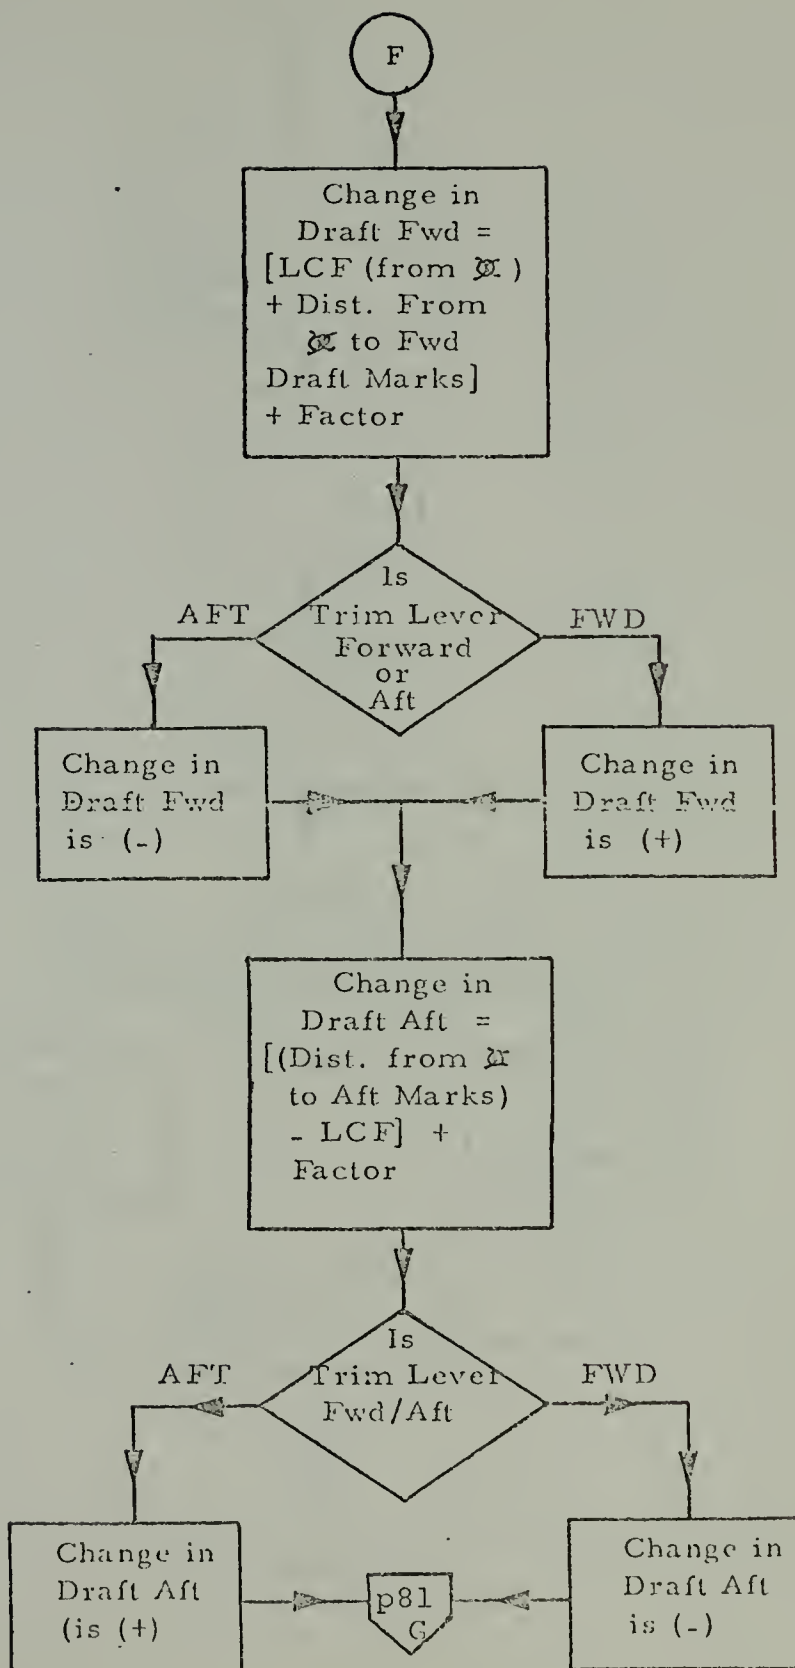 F
Change in
Draft Fwd =
[LCF (from ⌀)
+ Dist. From
⌀ to Fwd
Draft Marks]
+ Factor
Is
Trim Lever
Forward
or
Aft
AFT
FWD
Change in
Draft Fwd
is (-)
Change in
Draft Fwd
is (+)
Change in
Draft Aft =
[(Dist. from ⌀
to Aft Marks)
- LCF] +
Factor
Is
Trim Lever
Fwd/Aft
AFT
FWD
Change in
Draft Aft
(is (+)
p81
G
Change in
Draft Aft
is (-)